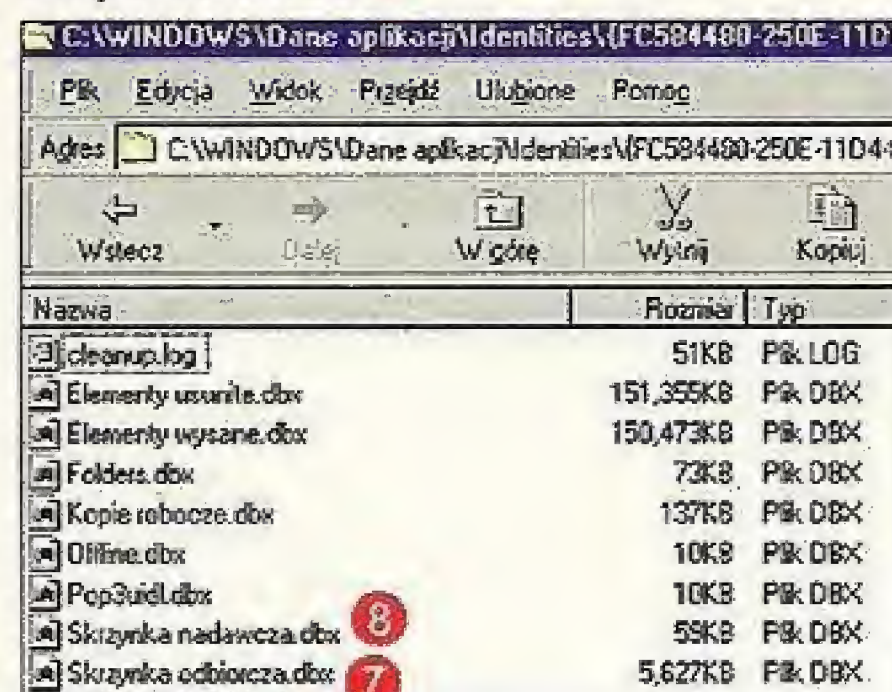 C:\WINDOWS\Dane aplikacji\Identities\{FC584480-250E-11D
Plik Edycja Widok Przejdź Ulubione Pomoc
Adres C:\WINDOWS\Dane aplikacji\Identities\{FC584480-250E-11D4-
Wstecz Dalej W górę Wytnij Kopiuj
Nazwa Rozmiar Typ
cleanup.log 51KB Plik LOG
Elementy usunite.dbx 151,355KB Plik DBX
Elementy wysane.dbx 150,473KB Plik DBX
Folders.dbx 73KB Plik DBX
Kopie robocze.dbx 137KB Plik DBX
Offline.dbx 10KB Plik DBX
Pop3uidl.dbx 10KB Plik DBX
Skrzynka nadawcza.dbx 8 59KB Plik DBX
Skrzynka odbiorcza.dbx 7 5,627KB Plik DBX